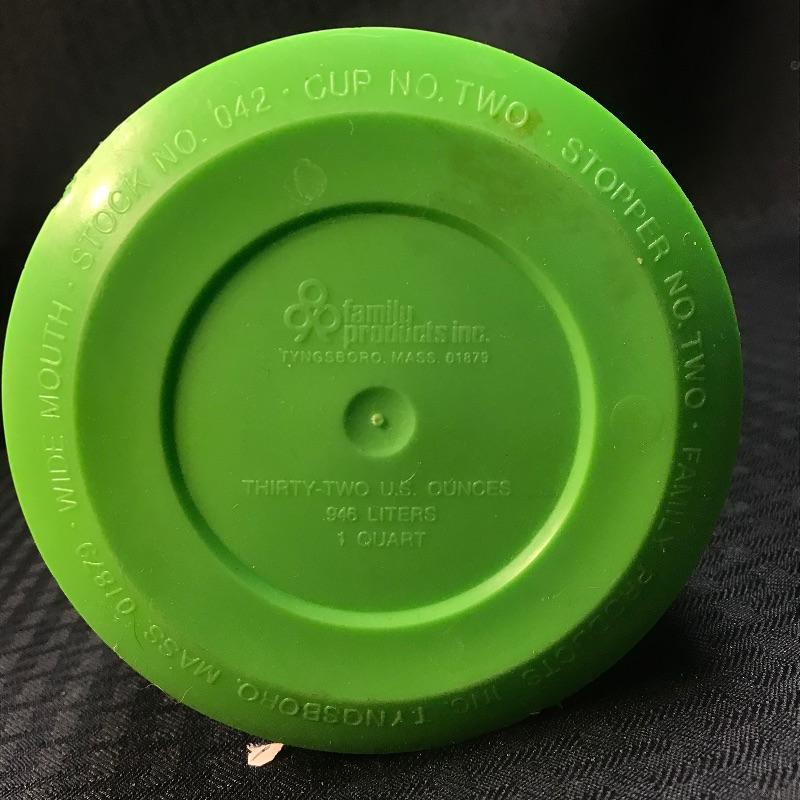 WIDE MOUTH · STOCK NO. 042 · CUP NO. TWO · STOPPER NO. TWO · FAMILY PRODUCTS INC. TYNGSBORO, MASS 01879 ·
family
products inc.
TYNGSBORO, MASS. 01879
THIRTY-TWO U.S. OUNCES
.946 LITERS
1 QUART